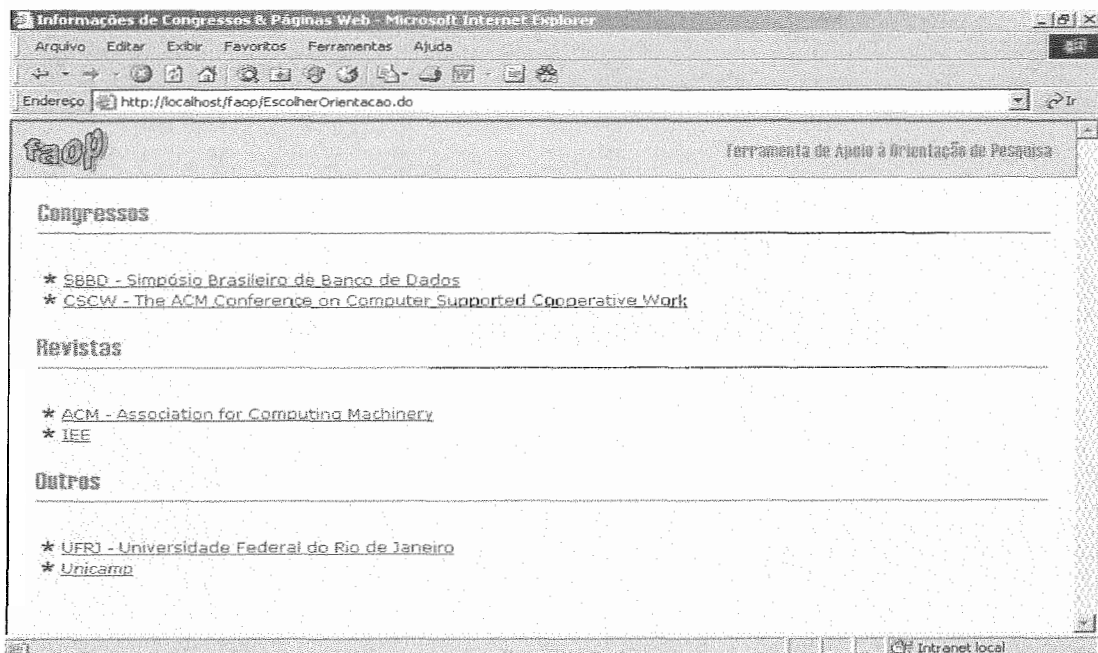 Informações de Congressos & Páginas Web - Microsoft Internet Explorer
Arquivo Editar Exibir Favoritos Ferramentas Ajuda
Endereço http://localhost/faop/EscolherOrientacao.do Ir
faop Ferramenta de Apoio à Orientação de Pesquisa
Congressos
* SBBD - Simpósio Brasileiro de Banco de Dados
* CSCW - The ACM Conference on Computer Supported Cooperative Work
Revistas
* ACM - Association for Computing Machinery
* IEE
Outros
* UFRJ - Universidade Federal do Rio de Janeiro
* Unicamp
Intranet local